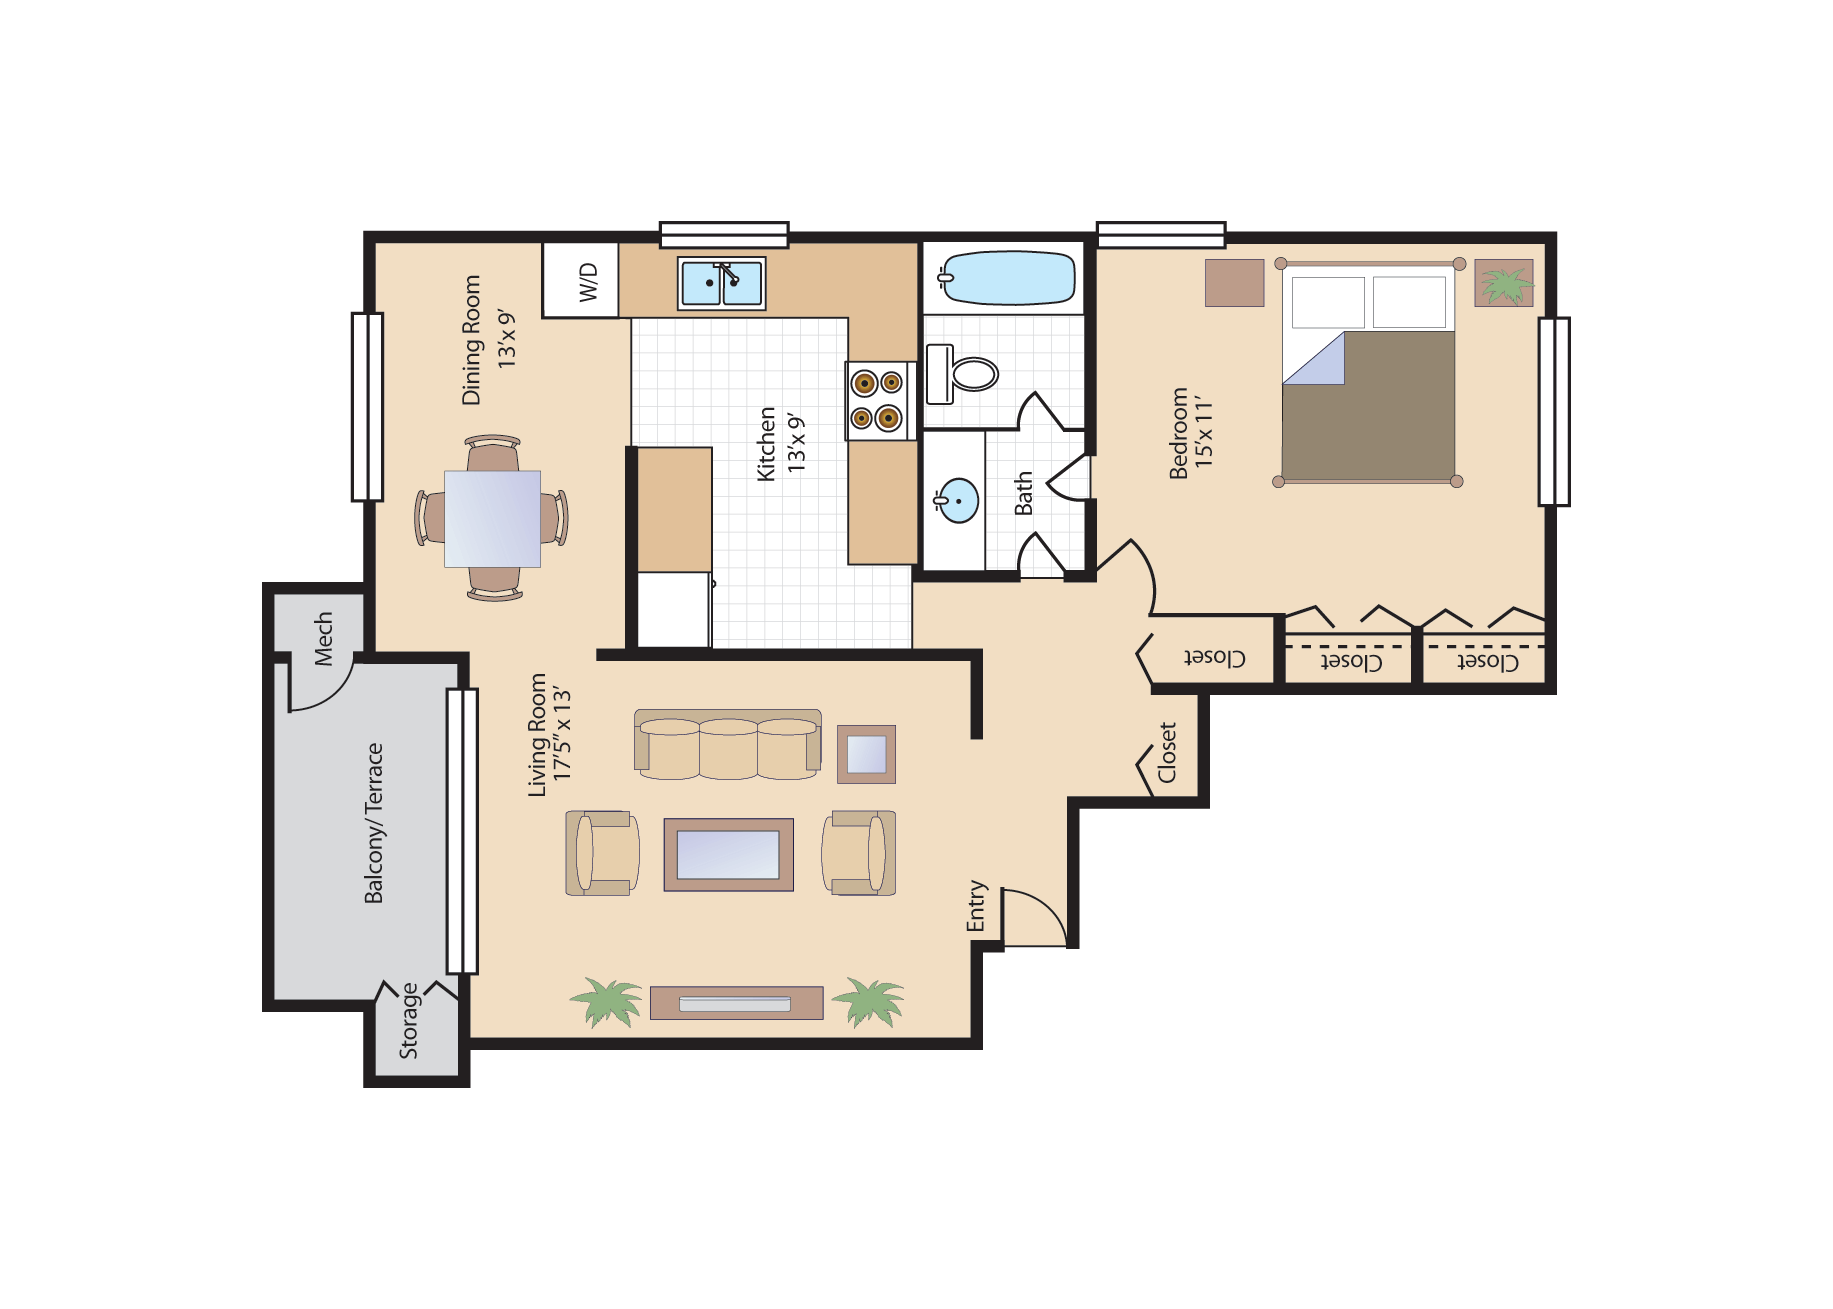 W/D
Dining Room
13’x 9’
Kitchen
13’x 9’
Bath
Bedroom
15’x 11’
Mech
Closet
Closet
Closet
Living Room
17’5” x 13’
Closet
Balcony/ Terrace
Entry
Storage